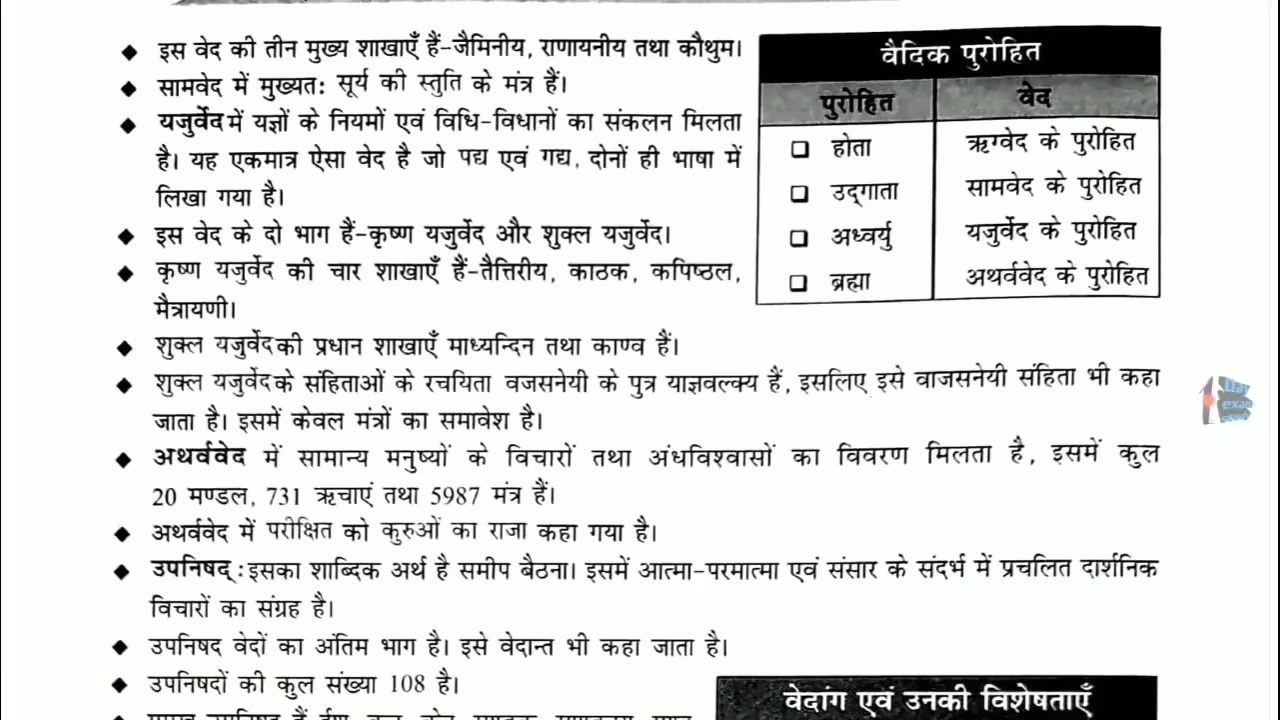 इस वेद की तीन मुख्य शाखाएँ हैं-जैमिनीय, राणायनीय तथा कौथुम।
सामवेद में मुख्यतः सूर्य की स्तुति के मंत्र हैं।
यजुर्वेद में यज्ञों के नियमों एवं विधि-विधानों का संकलन मिलता
है। यह एकमात्र ऐसा वेद है जो पद्य एवं गद्य, दोनों ही भाषा में
लिखा गया है।
इस वेद के दो भाग हैं-कृष्ण यजुर्वेद और शुक्ल यजुर्वेद।
कृष्ण यजुर्वेद की चार शाखाएँ हैं-तैत्तिरीय, काठक, कपिष्ठल,
मैत्रायणी।
वैदिक पुरोहित
पुरोहित वेद
होता ऋग्वेद के पुरोहित
उद्‌गाता सामवेद के पुरोहित
अध्वर्यु यजुर्वेद के पुरोहित
ब्रह्मा अथर्ववेद के पुरोहित
शुक्ल यजुर्वेद की प्रधान शाखाएँ माध्यन्दिन तथा काण्व हैं।
शुक्ल यजुर्वेद के संहिताओं के रचयिता वजसनेयी के पुत्र याज्ञवल्क्य हैं, इसलिए इसे वाजसनेयी संहिता भी कहा
जाता है। इसमें केवल मंत्रों का समावेश है।
अथर्ववेद में सामान्य मनुष्यों के विचारों तथा अंधविश्वासों का विवरण मिलता है, इसमें कुल
20 मण्डल, 731 ऋचाएं तथा 5987 मंत्र हैं।
अथर्ववेद में परीक्षित को कुरुओं का राजा कहा गया है।
उपनिषद् : इसका शाब्दिक अर्थ है समीप बैठना। इसमें आत्मा-परमात्मा एवं संसार के संदर्भ में प्रचलित दार्शनिक
विचारों का संग्रह है।
उपनिषद वेदों का अंतिम भाग है। इसे वेदान्त भी कहा जाता है।
उपनिषदों की कुल संख्या 108 है।
वेदांग एवं उनकी विशेषताएँ
1 Day
exam